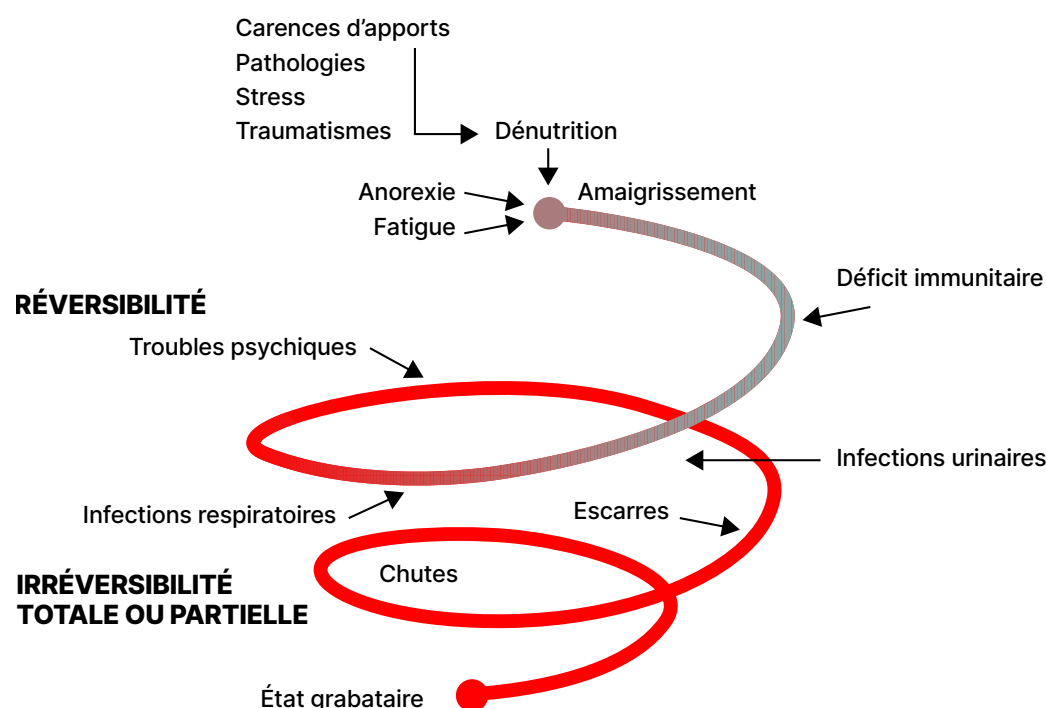 Carences d’apports
Pathologies
Stress
Traumatismes
Dénutrition
Anorexie
Amaigrissement
Fatigue
Déficit immunitaire
RÉVERSIBILITÉ
Troubles psychiques
Infections urinaires
Infections respiratoires
Escarres
Chutes
IRRÉVERSIBILITÉ
TOTALE OU PARTIELLE
État grabataire